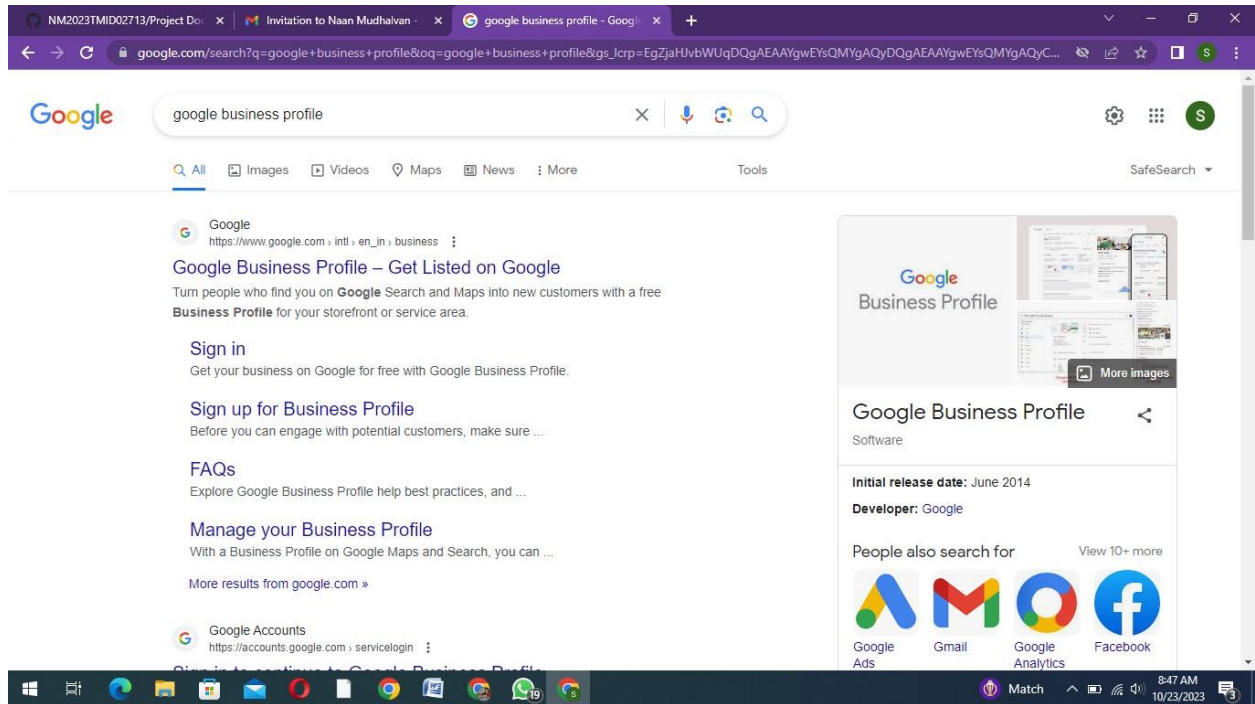 NM2023TMID02713/Project Doc
Invitation to Naan Mudhalvan -
google business profile - Googl
google.com/search?q=google+business+profile&oq=google+business+profile&gs_lcrp=EgZjaHJvbWUqDQgAEAAYgwEYsQMYgAQyDQgAEAAYgwEYsQMYgAQyC...
S
Google
google business profile
S
All
Images
Videos
Maps
News
More
Tools
SafeSearch
Google
https://www.google.com › intl › en_in › business
Google Business Profile – Get Listed on Google
Turn people who find you on Google Search and Maps into new customers with a free
Business Profile for your storefront or service area.
Sign in
Get your business on Google for free with Google Business Profile.
Sign up for Business Profile
Before you can engage with potential customers, make sure ...
FAQs
Explore Google Business Profile help best practices, and ...
Manage your Business Profile
With a Business Profile on Google Maps and Search, you can ...
More results from google.com »
Google Accounts
https://accounts.google.com › servicelogin
Sign in to continue to Google Business Profile
Google
Business Profile
More images
Google Business Profile
Software
Initial release date: June 2014
Developer: Google
People also search for
View 10+ more
Google
Ads
Gmail
Google
Analytics
Facebook
19
Match
8:47 AM
10/23/2023
3